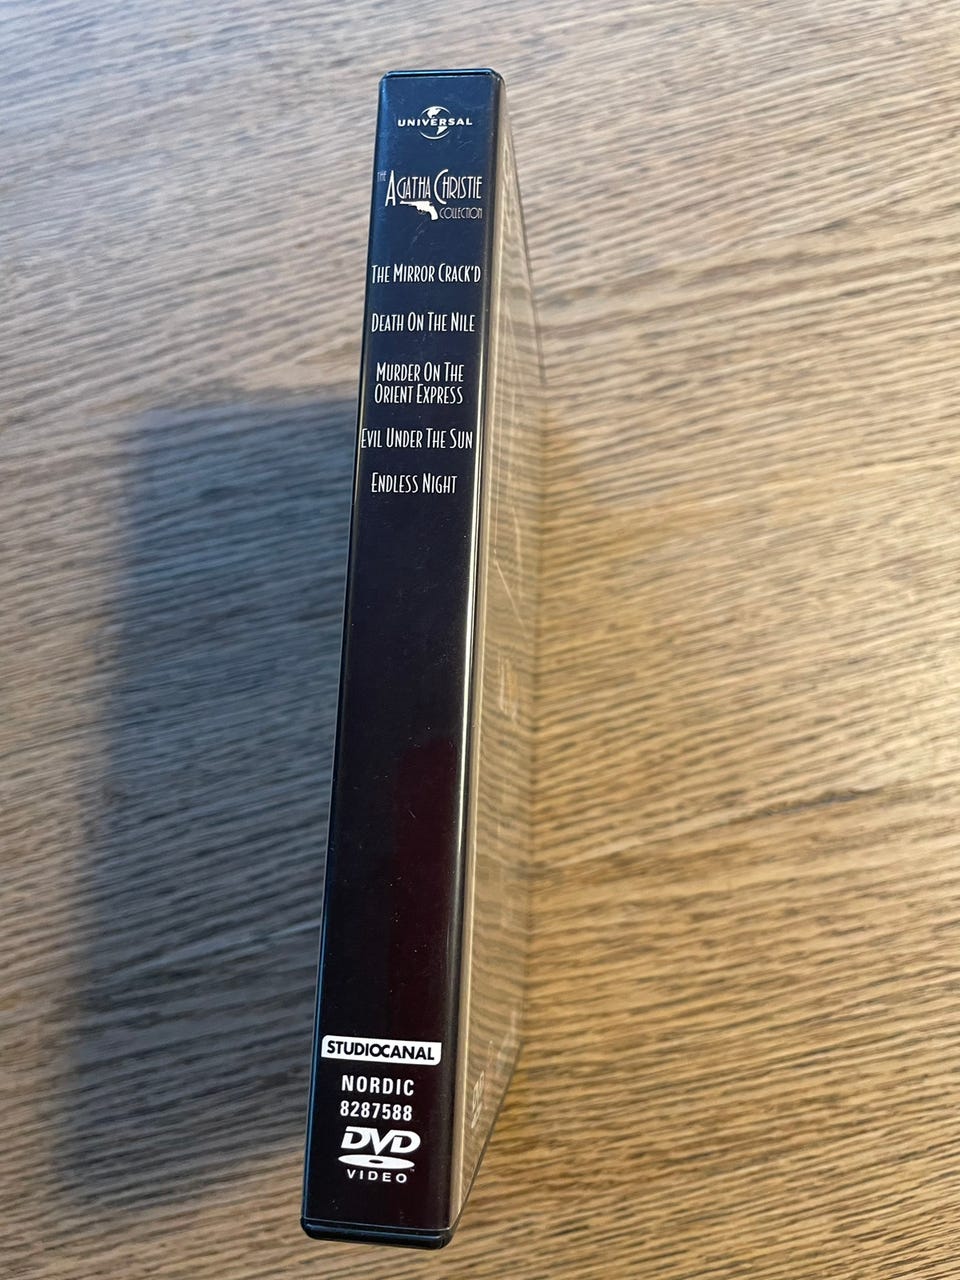 UNIVERSAL
THE
AGATHA CHRISTIE
COLLECTION
THE MIRROR CRACK'D
DEATH ON THE NILE
MURDER ON THE
ORIENT EXPRESS
EVIL UNDER THE SUN
ENDLESS NIGHT
STUDIOCANAL
NORDIC
8287588
DVD
VIDEO